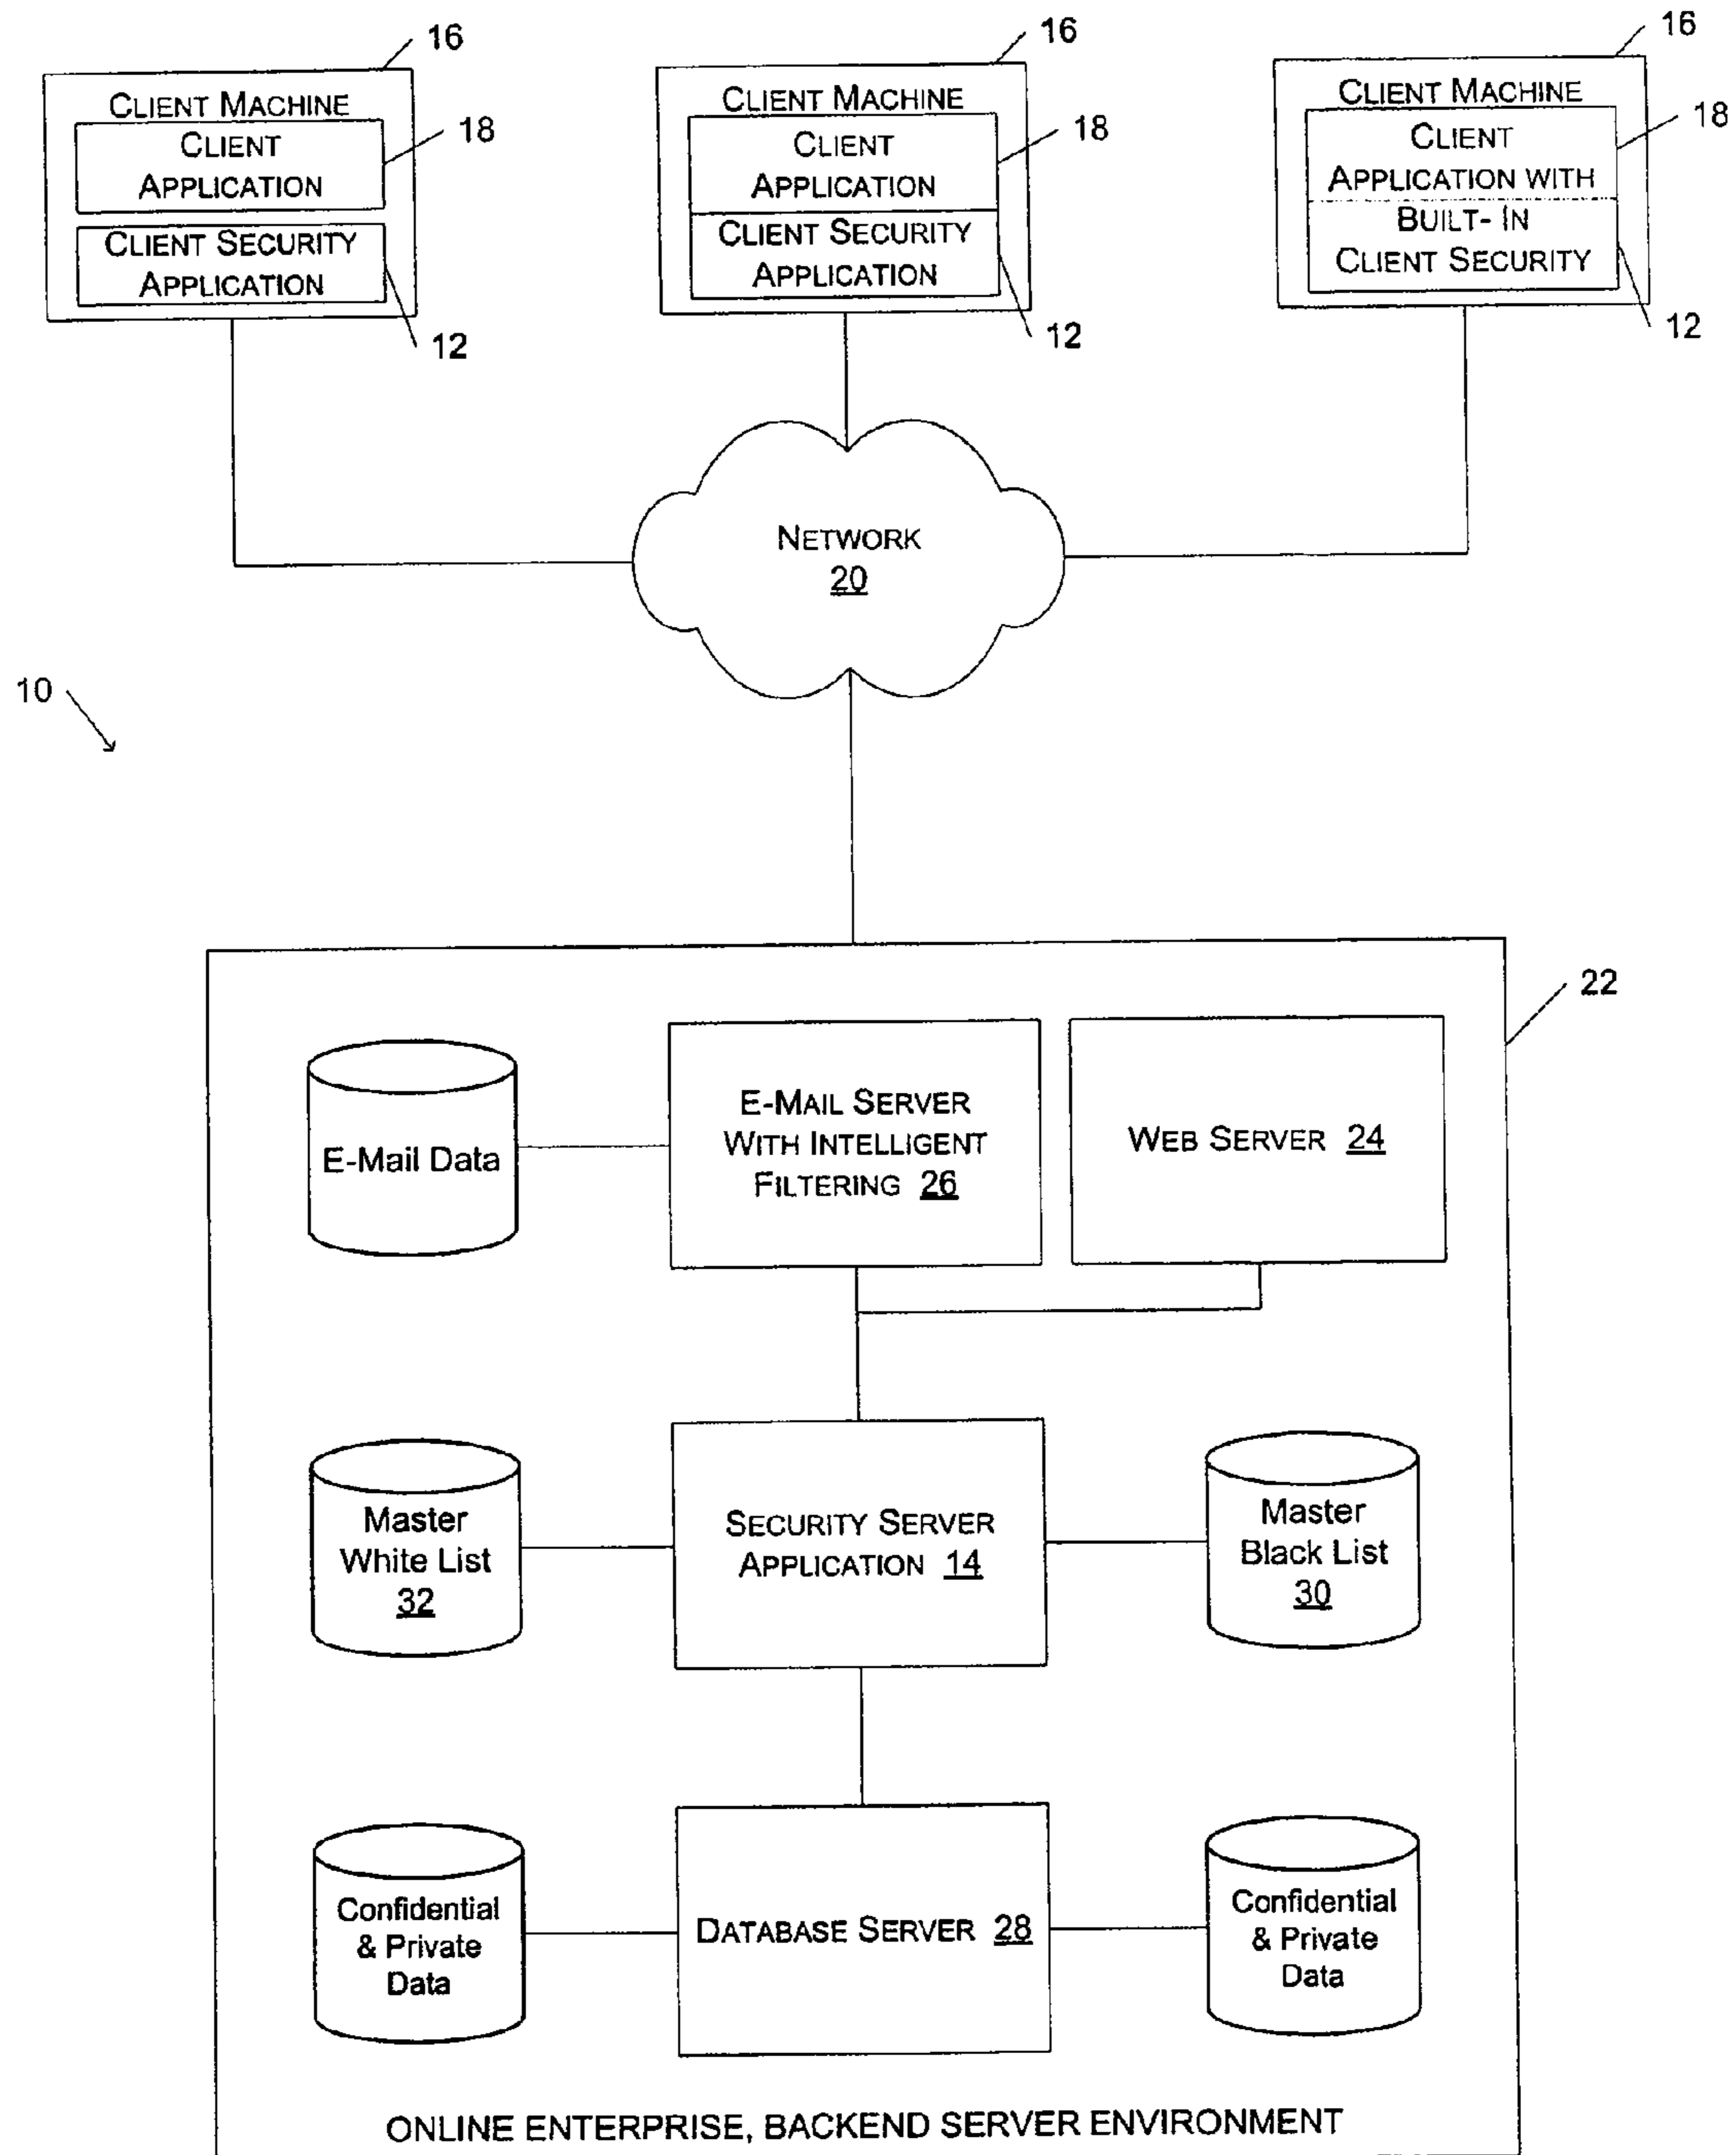 16
16
16
CLIENT MACHINE
CLIENT
APPLICATION
18
CLIENT SECURITY
APPLICATION
12
CLIENT MACHINE
CLIENT
APPLICATION
18
CLIENT SECURITY
APPLICATION
12
CLIENT MACHINE
CLIENT
APPLICATION WITH
18
BUILT- IN
CLIENT SECURITY
12
NETWORK
20
10
22
E-Mail Data
E-MAIL SERVER
WITH INTELLIGENT
FILTERING 26
WEB SERVER 24
Master
White List
32
SECURITY SERVER
APPLICATION 14
Master
Black List
30
Confidential
& Private
Data
DATABASE SERVER 28
Confidential
& Private
Data
ONLINE ENTERPRISE, BACKEND SERVER ENVIRONMENT